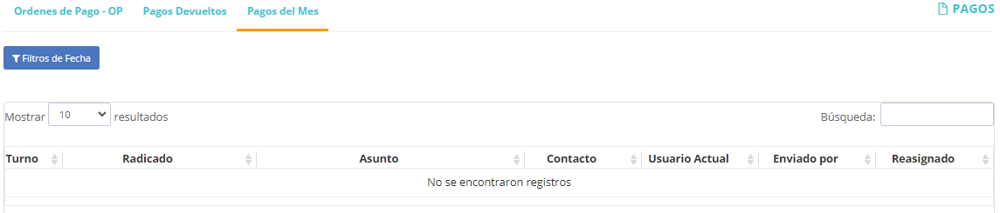 Ordenes de Pago - OP Pagos Devueltos Pagos del Mes PAGOS
Filtros de Fecha
Mostrar 10 resultados Búsqueda:
Turno Radicado Asunto Contacto Usuario Actual Enviado por Reasignado
No se encontraron registros